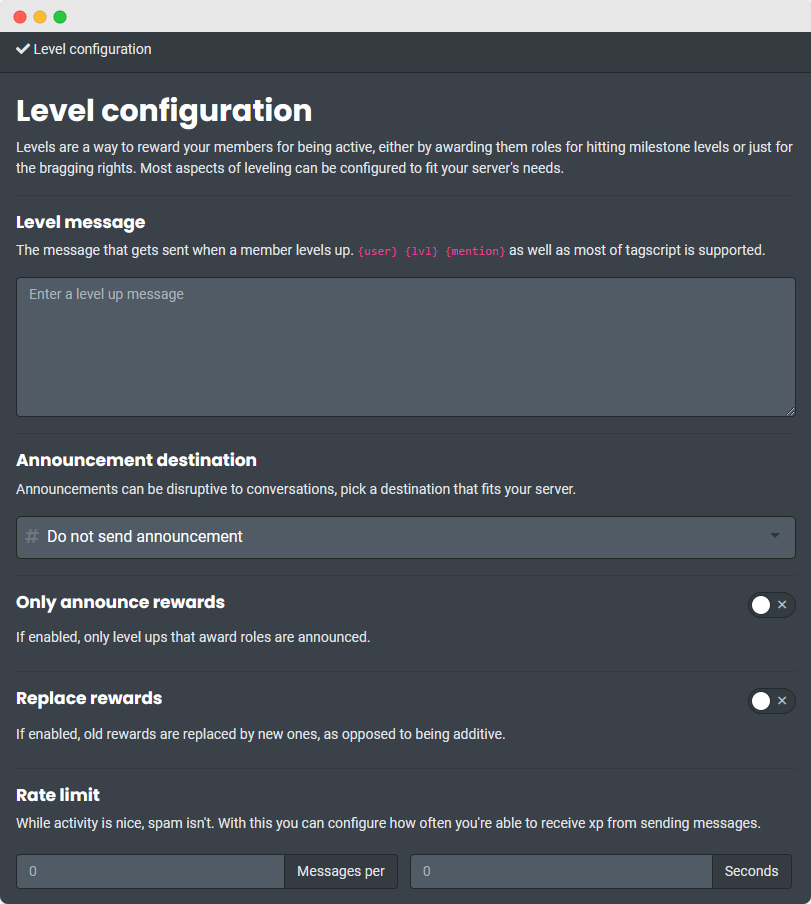 Level configuration
Level configuration
Levels are a way to reward your members for being active, either by awarding them roles for hitting milestone levels or just for
the bragging rights. Most aspects of leveling can be configured to fit your server's needs.
Level message
The message that gets sent when a member levels up. {user} {lvl} {mention} as well as most of tagscript is supported.
Enter a level up message
Announcement destination
Announcements can be disruptive to conversations, pick a destination that fits your server.
# Do not send announcement
Only announce rewards
If enabled, only level ups that award roles are announced.
Replace rewards
If enabled, old rewards are replaced by new ones, as opposed to being additive.
Rate limit
While activity is nice, spam isn't. With this you can configure how often you're able to receive xp from sending messages.
0 Messages per 0 Seconds